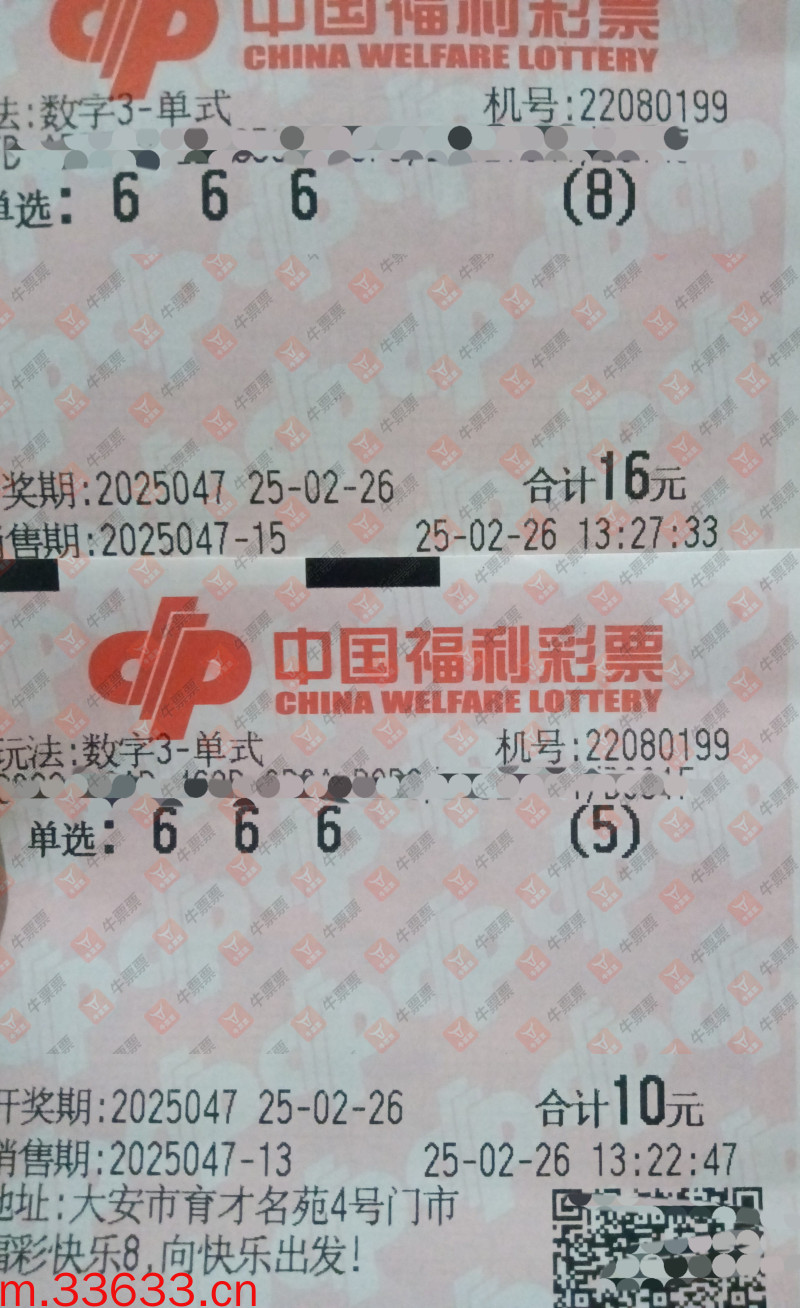 中国福利彩票
CHINA WELFARE LOTTERY
法:数字3-单式 机号:22080199
单选: 6 6 6 (8)
奖期:2025047 25-02-26 合计16元
销售期:2025047-15 25-02-26 13:27:33
中国福利彩票
CHINA WELFARE LOTTERY
玩法:数字3-单式 机号:22080199
单选: 6 6 6 (5)
开奖期:2025047 25-02-26 合计10元
销售期:2025047-13 25-02-26 13:22:47
地址:大安市育才名苑4号门市
福彩快乐8,向快乐出发!
m.33633.cn
牛票票